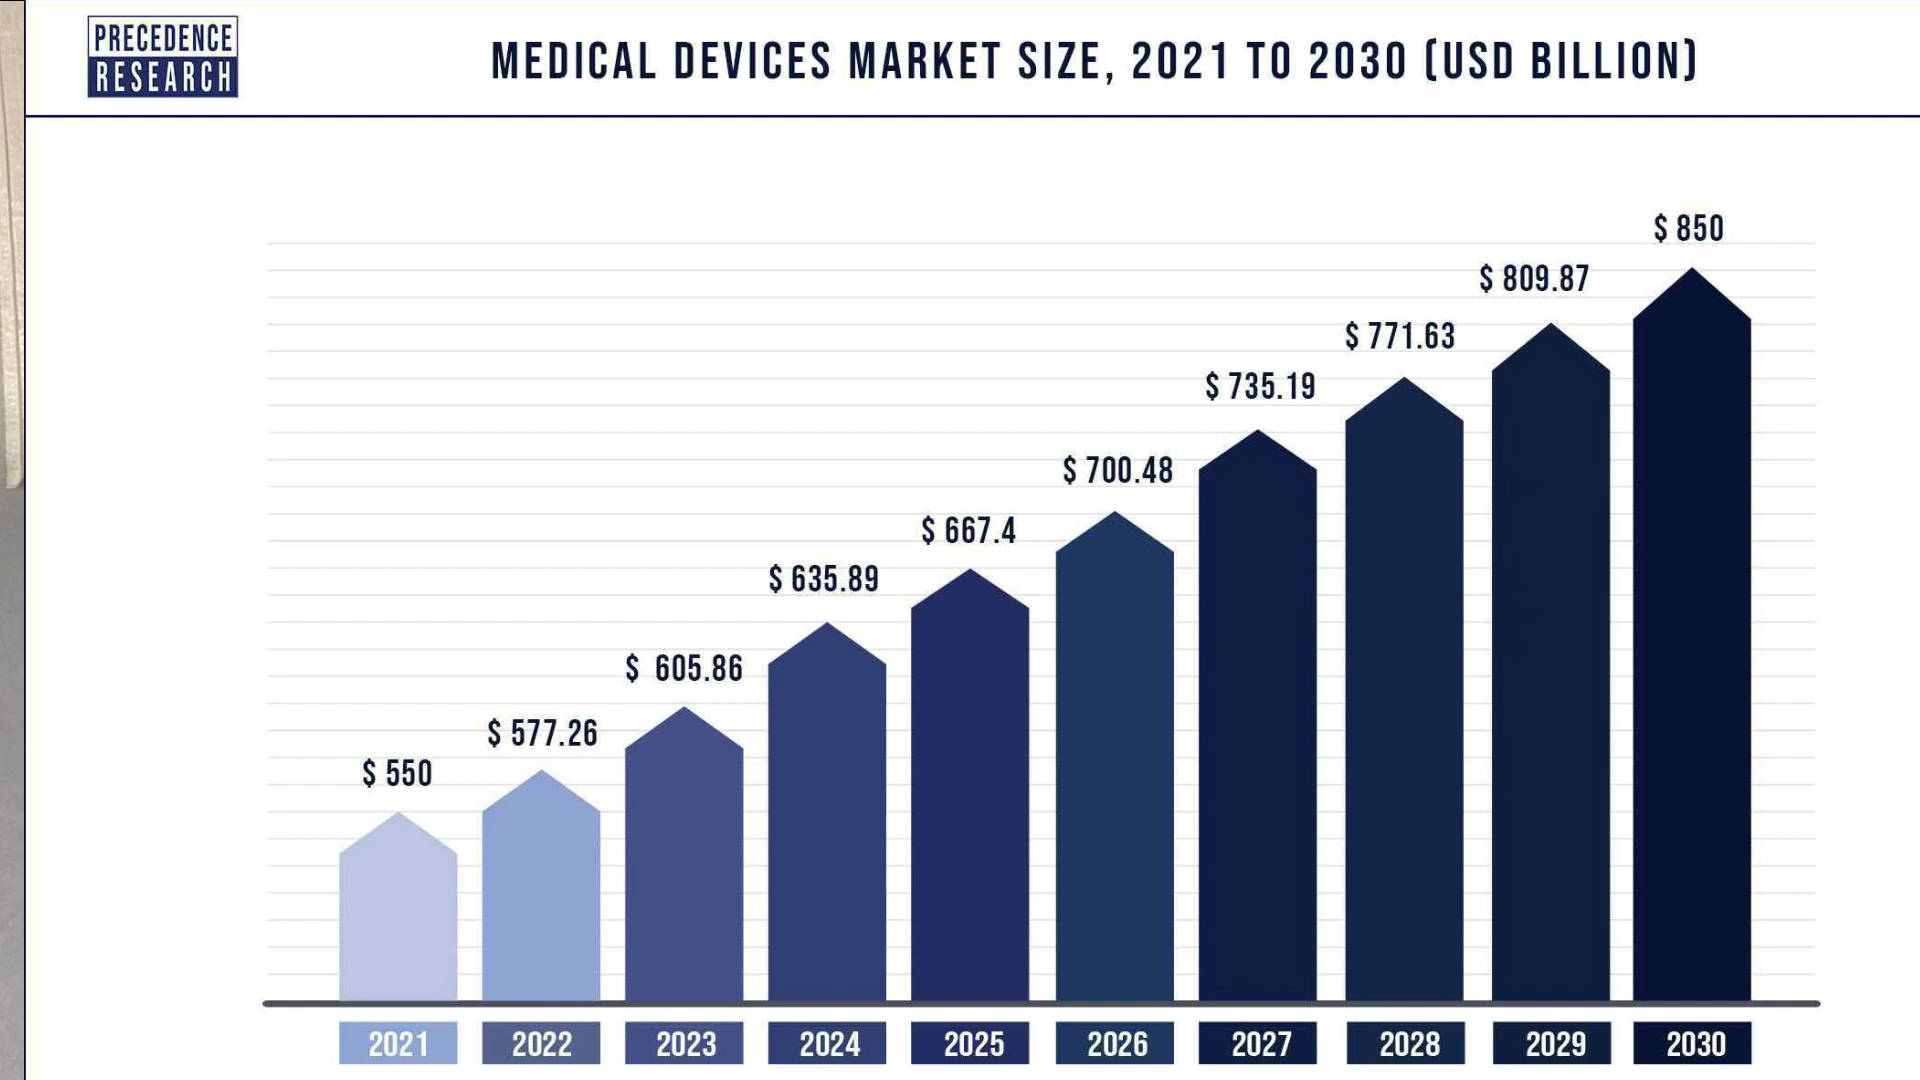 PRECEDENCE
RESEARCH
MEDICAL DEVICES MARKET SIZE, 2021 TO 2030 (USD BILLION)
$ 850
$ 809.87
$ 771.63
$ 735.19
$ 700.48
$ 667.4
$ 635.89
$ 605.86
$ 577.26
$ 550
2021 2022 2023 2024 2025 2026 2027 2028 2029 2030